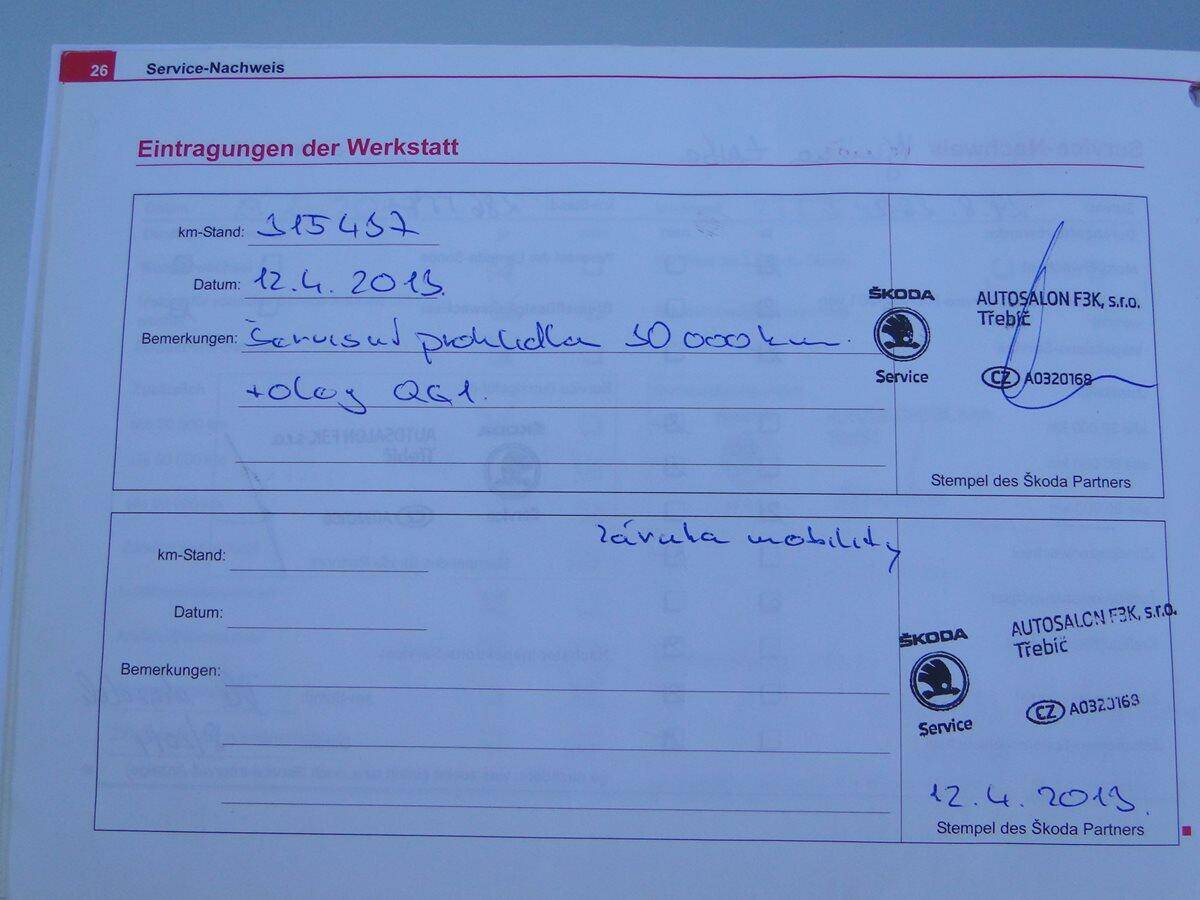 26 Service-Nachweis
Eintragungen der Werkstatt
km-Stand: 315437
Datum: 12.4. 2013
Bemerkungen: Servisní prohlídka 30 000 km.
+ olej QG1.
ŠKODA
Service
AUTOSALON F3K, s.r.o.
Třebíč
CZ A0320168
Stempel des Škoda Partners
záruka mobility
km-Stand:
Datum:
Bemerkungen:
ŠKODA
Service
AUTOSALON F3K, s.r.o.
Třebíč
CZ A0320168
12.4. 2013.
Stempel des Škoda Partners